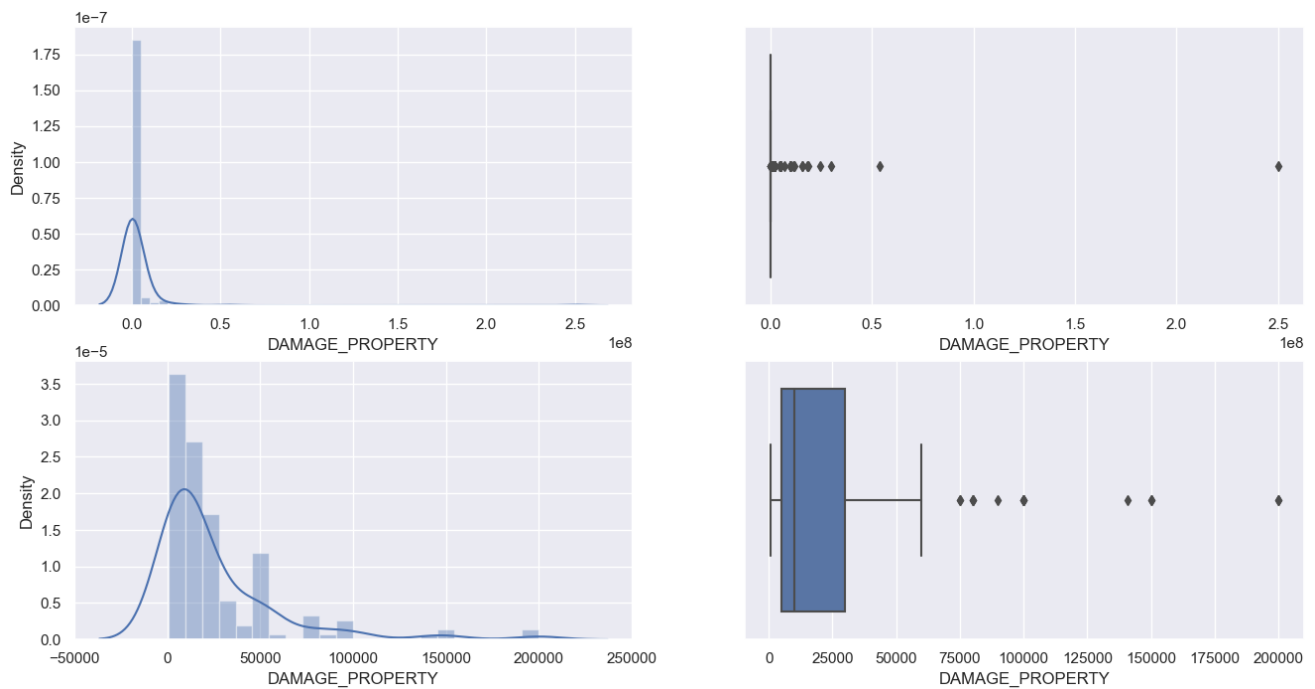 1e−7
1.75
1.50
1.25
1.00
0.75
0.50
0.25
0.00
Density
0.0 0.5 1.0 1.5 2.0 2.5
DAMAGE_PROPERTY
1e8
0.0 0.5 1.0 1.5 2.0 2.5
DAMAGE_PROPERTY
1e8
1e−5
3.5
3.0
2.5
2.0
1.5
1.0
0.5
0.0
Density
−50000 0 50000 100000 150000 200000 250000
DAMAGE_PROPERTY
0 25000 50000 75000 100000 125000 150000 175000 200000
DAMAGE_PROPERTY